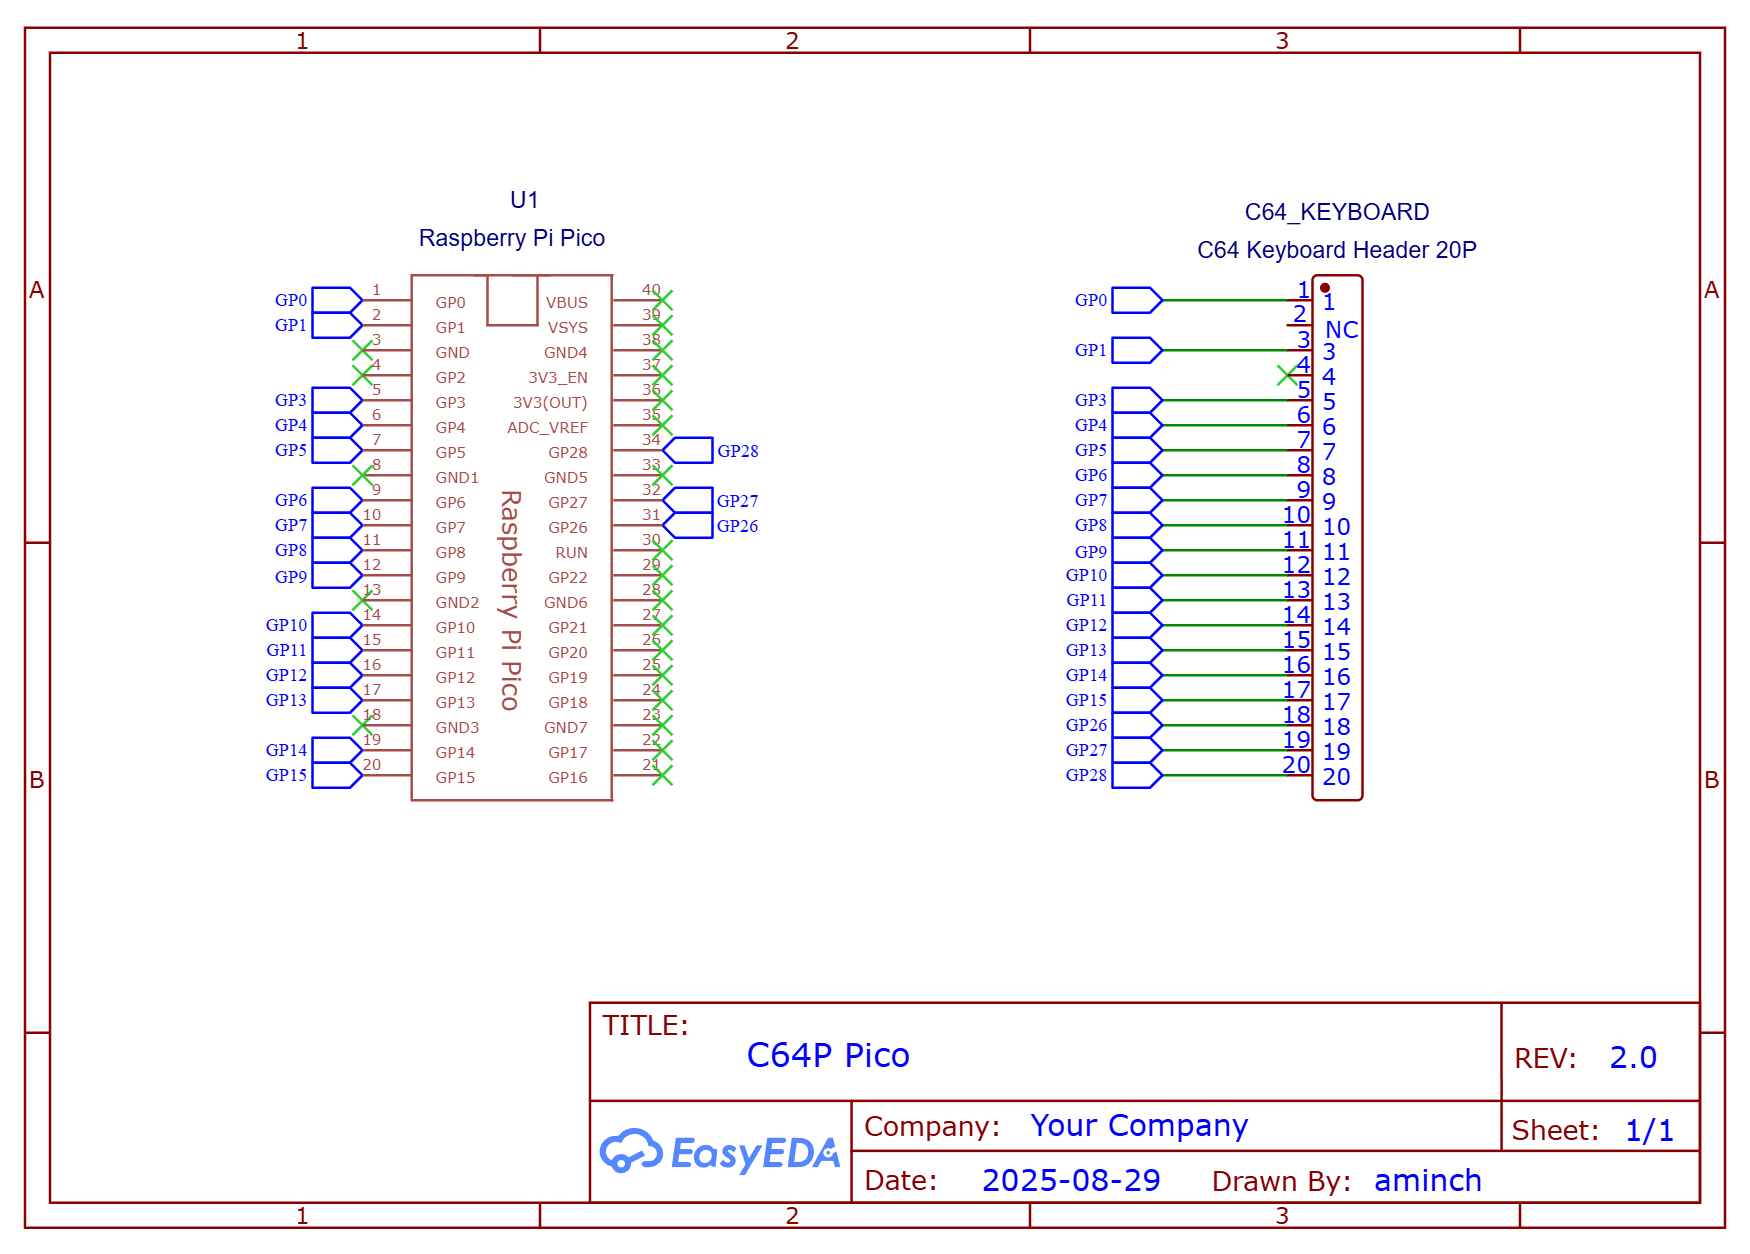 1 2 3
A
B
A
B
U1
Raspberry Pi Pico
GP0 1 GP0 VBUS 40
GP1 2 GP1 VSYS 39
3 GND GND4 38
4 GP2 3V3_EN 37
GP3 5 GP3 3V3(OUT) 36
GP4 6 GP4 ADC_VREF 35
GP5 7 GP5 GP28 34 GP28
8 GND1 GND5 33
GP6 9 GP6 GP27 32 GP27
GP7 10 GP7 GP26 31 GP26
GP8 11 GP8 RUN 30
GP9 12 GP9 GP22 29
13 GND2 GND6 28
GP10 14 GP10 GP21 27
GP11 15 GP11 GP20 26
GP12 16 GP12 GP19 25
GP13 17 GP13 GP18 24
18 GND3 GND7 23
GP14 19 GP14 GP17 22
GP15 20 GP15 GP16 21
Raspberry Pi Pico
C64_KEYBOARD
C64 Keyboard Header 20P
GP0 1 1
2 NC
GP1 3 3
4 4
GP3 5 5
GP4 6 6
GP5 7 7
GP6 8 8
GP7 9 9
GP8 10 10
GP9 11 11
GP10 12 12
GP11 13 13
GP12 14 14
GP13 15 15
GP14 16 16
GP15 17 17
GP26 18 18
GP27 19 19
GP28 20 20
TITLE:
C64P Pico
REV: 2.0
EasyEDA
Company: Your Company
Sheet: 1/1
Date: 2025-08-29 Drawn By: aminch
1 2 3